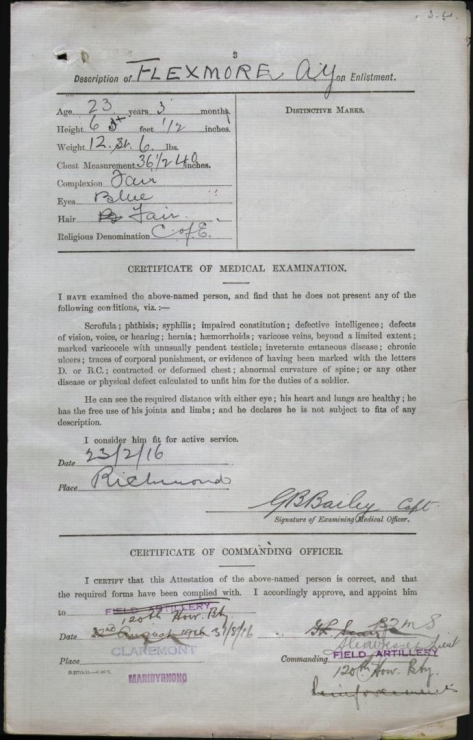 3
Description of FLEXMORE A Y on Enlistment.
Age 23 years 3 months
Height 6 feet 1/2 inches.
Weight 12 St 6 lbs.
Chest Measurement 36 1/2 40 inches.
Complexion Fair
Eyes Blue
Hair Fair
Religious Denomination C of E.
DISTINCTIVE MARKS.
CERTIFICATE OF MEDICAL EXAMINATION.
I HAVE examined the above-named person, and find that he does not present any of the
following conditions, viz. :—
Scrofula ; phthisis ; syphilis ; impaired constitution ; defective intelligence ; defects
of vision, voice, or hearing ; hernia ; hæmorrhoids ; varicose veins, beyond a limited extent ;
marked varicocele with unusually pendent testicle ; inveterate cutaneous disease ; chronic
ulcers ; traces of corporal punishment, or evidence of having been marked with the letters
D. or B.C. ; contracted or deformed chest ; abnormal curvature of spine ; or any other
disease or physical defect calculated to unfit him for the duties of a soldier.
He can see the required distance with either eye ; his heart and lungs are healthy ; he
has the free use of his joints and limbs ; and he declares he is not subject to fits of any
description.
I consider him fit for active service.
Date 23/2/16
Place Richmond
G B Bailey Capt
Signature of Examining Medical Officer.
CERTIFICATE OF COMMANDING OFFICER.
I CERTIFY that this Attestation of the above-named person is correct, and that
the required forms have been complied with. I accordingly approve, and appoint him
to FIELD ARTILLERY
120th How. Bty
Date August 1916
Place CLAREMONT
MARIBYRNONG
Commanding FIELD ARTILLERY
120th How. Bty.
Reinforcements